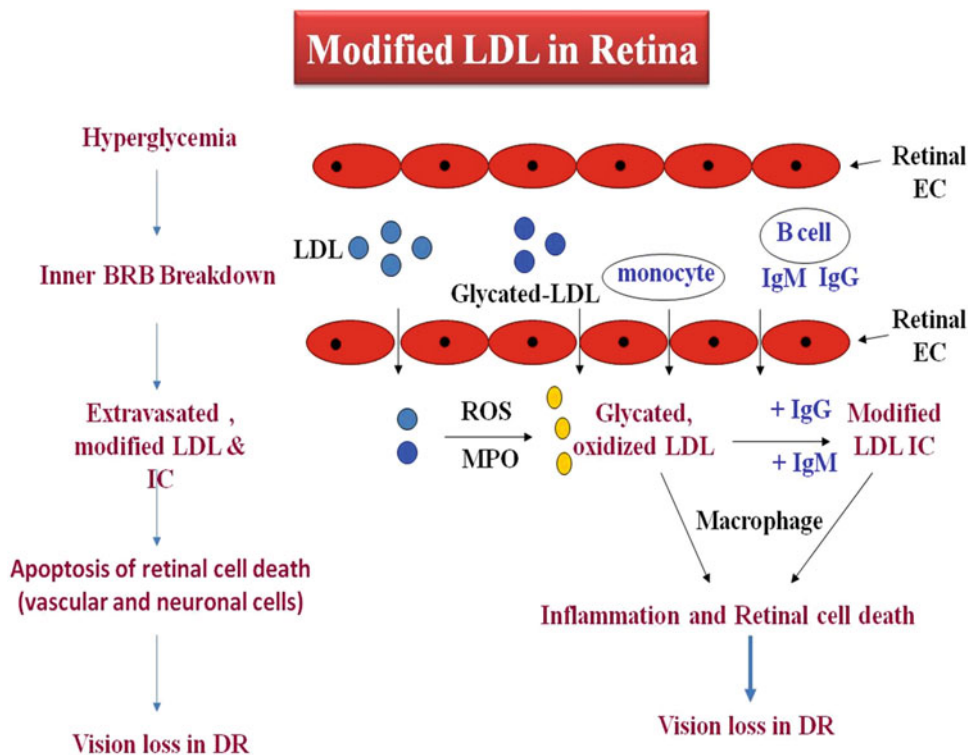 Modified LDL in Retina
Hyperglycemia
Inner BRB Breakdown
Extravasated ,
modified LDL &
IC
Apoptosis of retinal cell death
(vascular and neuronal cells)
Vision loss in DR
Retinal
EC
LDL
Glycated-LDL
monocyte
B cell
IgM IgG
Retinal
EC
ROS
MPO
Glycated,
oxidized LDL
+ IgG
+ IgM
Modified
LDL IC
Macrophage
Inflammation and Retinal cell death
Vision loss in DR